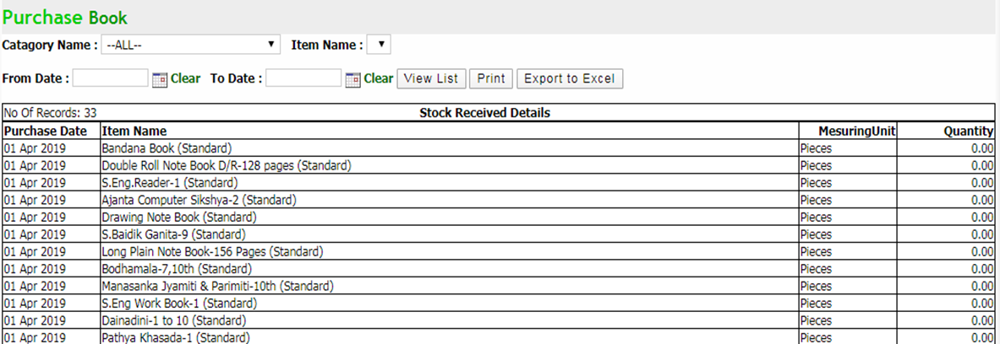 Purchase Book
Catagory Name : --ALL-- Item Name :
From Date : Clear To Date : Clear View List Print Export to Excel
No Of Records: 33 Stock Received Details
Purchase Date Item Name MesuringUnit Quantity
01 Apr 2019 Bandana Book (Standard) Pieces 0.00
01 Apr 2019 Double Roll Note Book D/R-128 pages (Standard) Pieces 0.00
01 Apr 2019 S.Eng.Reader-1 (Standard) Pieces 0.00
01 Apr 2019 Ajanta Computer Sikshya-2 (Standard) Pieces 0.00
01 Apr 2019 Drawing Note Book (Standard) Pieces 0.00
01 Apr 2019 S.Baidik Ganita-9 (Standard) Pieces 0.00
01 Apr 2019 Long Plain Note Book-156 Pages (Standard) Pieces 0.00
01 Apr 2019 Bodhamala-7,10th (Standard) Pieces 0.00
01 Apr 2019 Manasanka Jyamiti & Parimiti-10th (Standard) Pieces 0.00
01 Apr 2019 S.Eng Work Book-1 (Standard) Pieces 0.00
01 Apr 2019 Dainadini-1 to 10 (Standard) Pieces 0.00
01 Apr 2019 Pathya Khasada-1 (Standard) Pieces 0.00